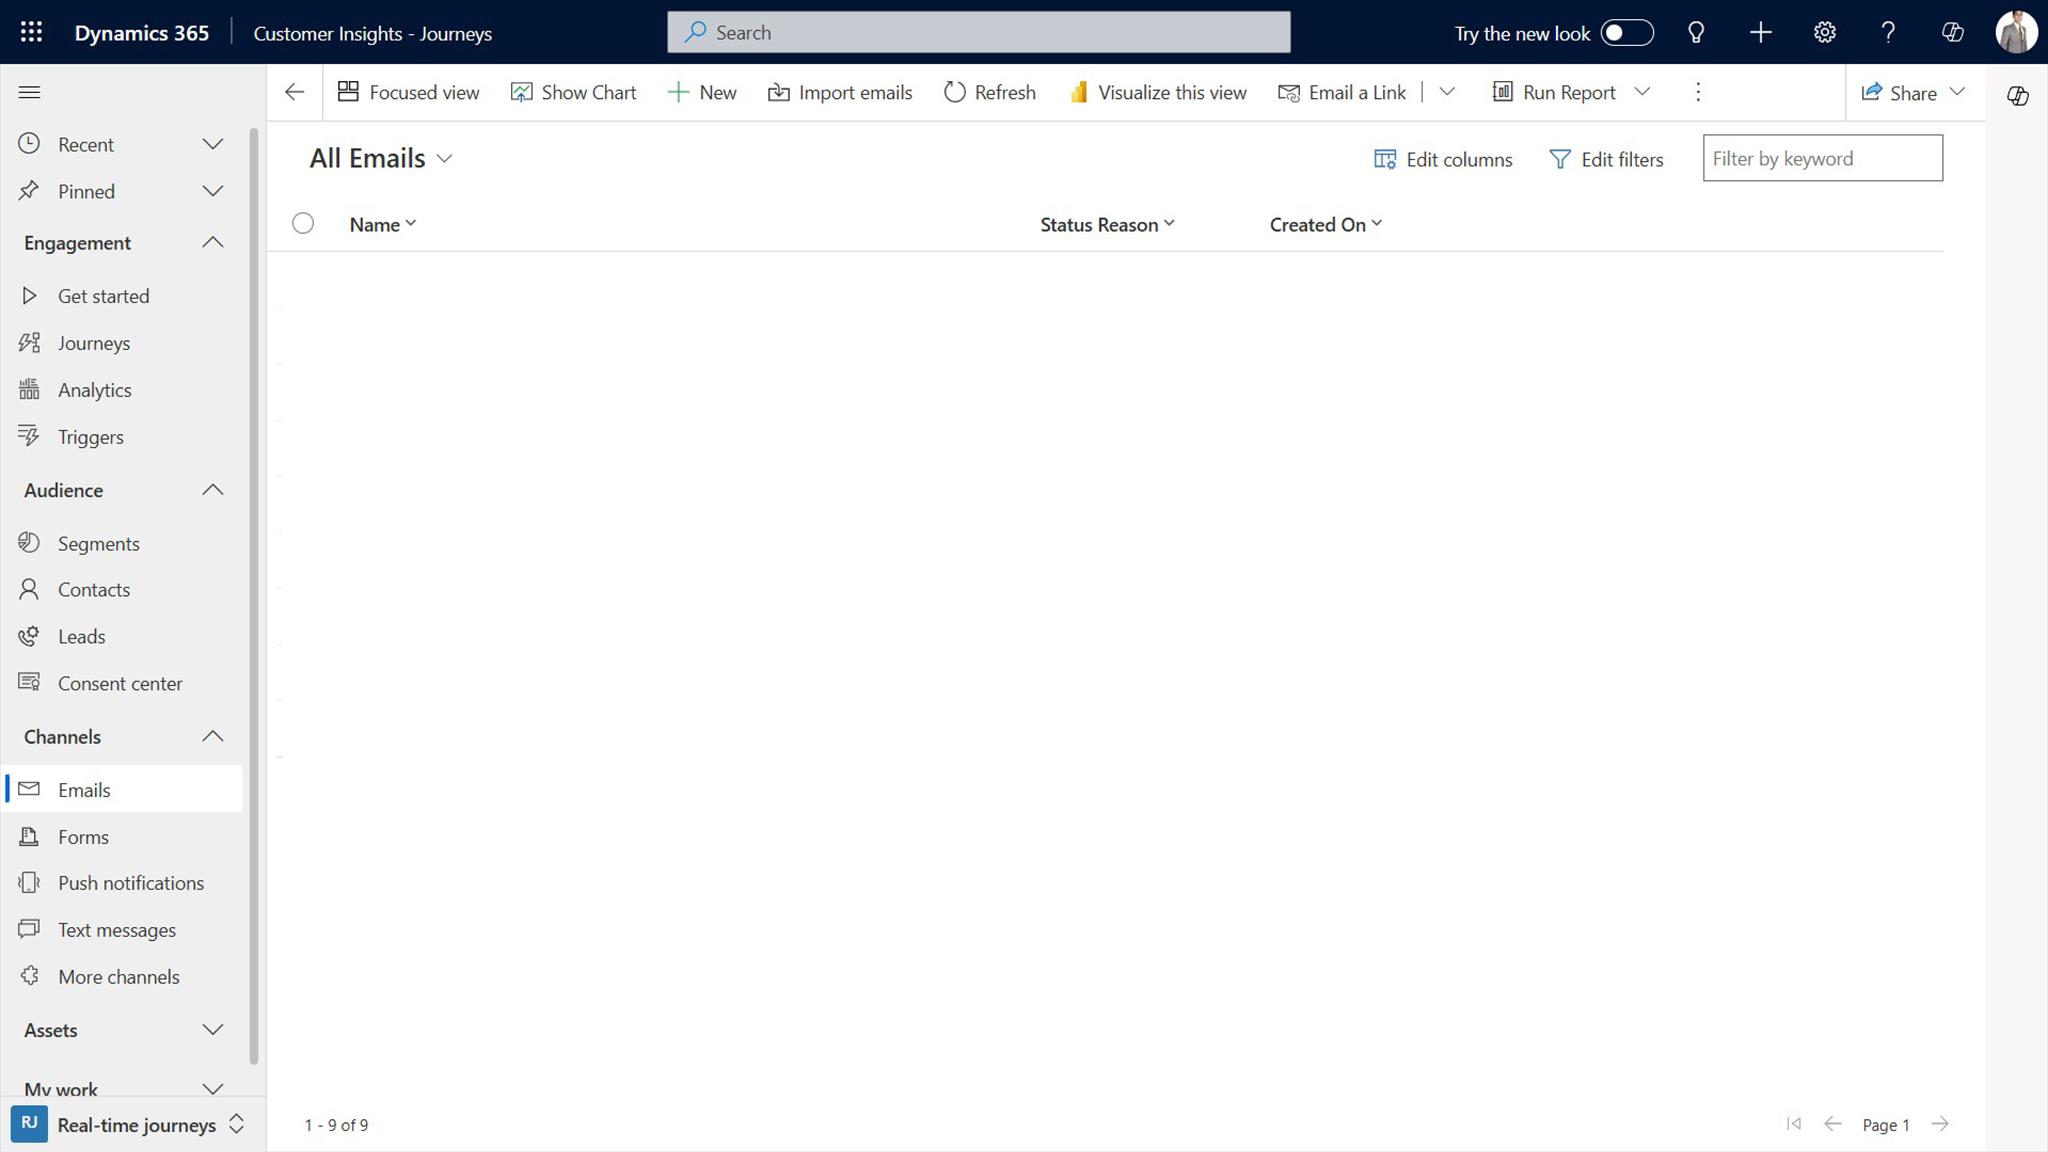 Dynamics 365
Customer Insights - Journeys
Search
Try the new look
Focused view
Show Chart
New
Import emails
Refresh
Visualize this view
Email a Link
Run Report
Share
Recent
Pinned
Engagement
Get started
Journeys
Analytics
Triggers
Audience
Segments
Contacts
Leads
Consent center
Channels
Emails
Forms
Push notifications
Text messages
More channels
Assets
My work
RJ Real-time journeys
All Emails
Edit columns
Edit filters
Filter by keyword
Name
Status Reason
Created On
1 - 9 of 9
Page 1